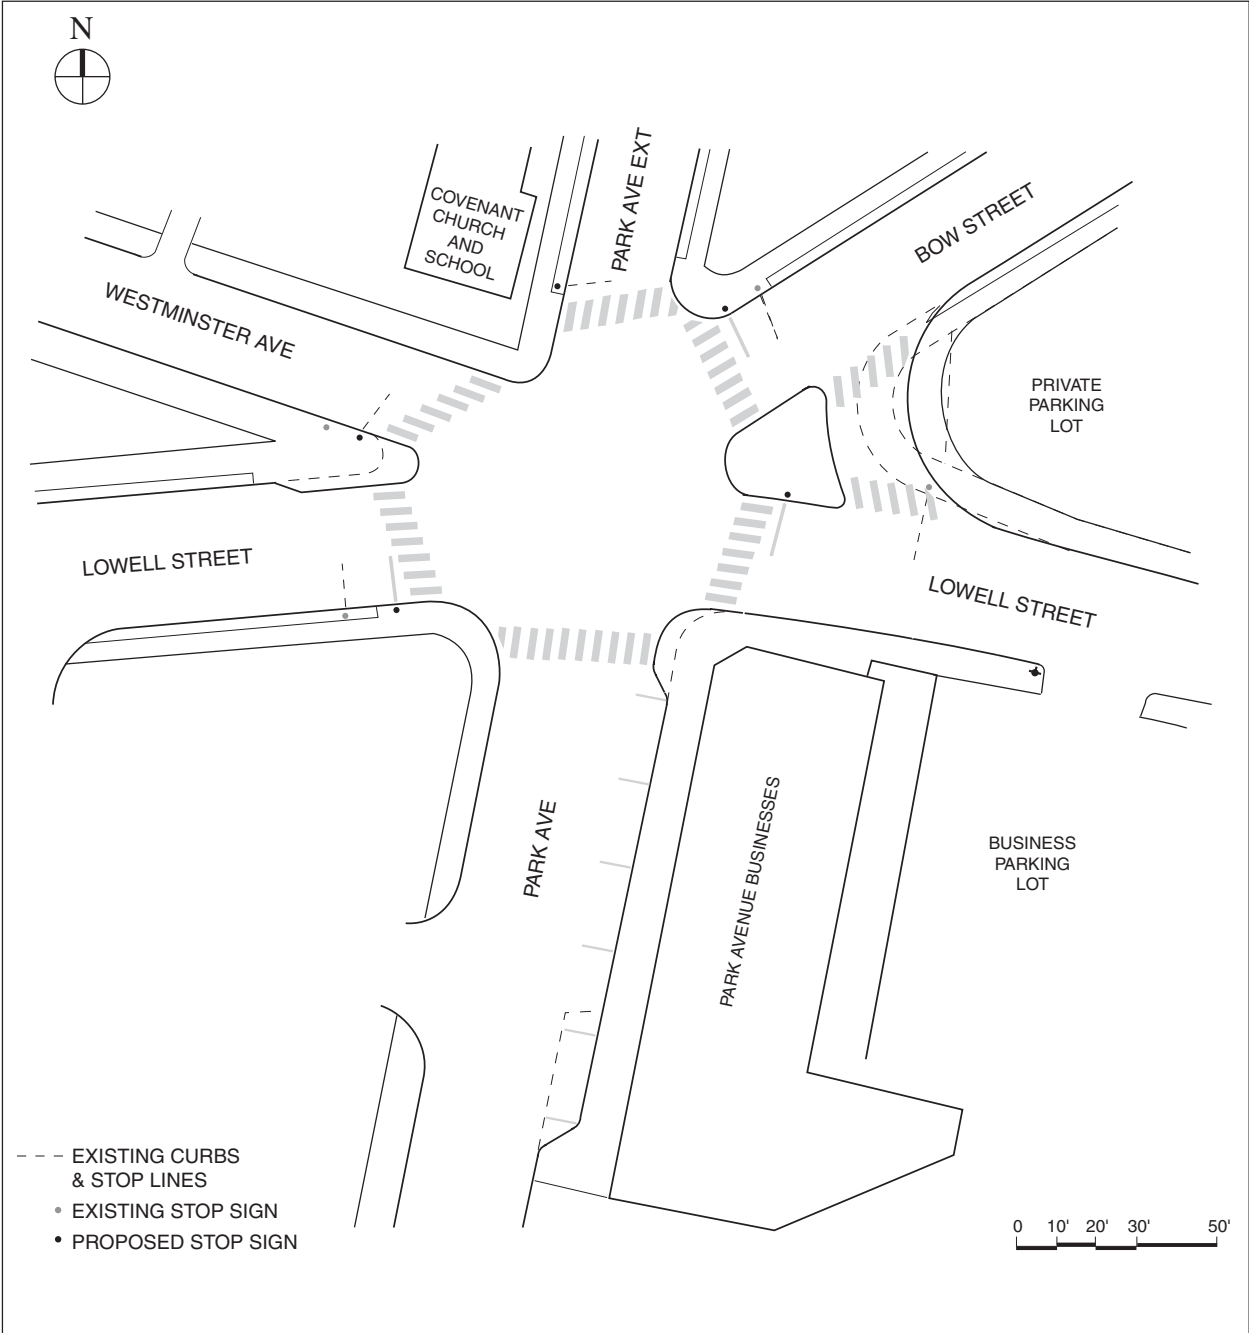 N
PARK AVE EXT
COVENANT
CHURCH
AND
SCHOOL
BOW STREET
WESTMINSTER AVE
PRIVATE
PARKING
LOT
LOWELL STREET
LOWELL STREET
PARK AVE
PARK AVENUE BUSINESSES
BUSINESS
PARKING
LOT
EXISTING CURBS
& STOP LINES
EXISTING STOP SIGN
PROPOSED STOP SIGN
0 10' 20' 30' 50'